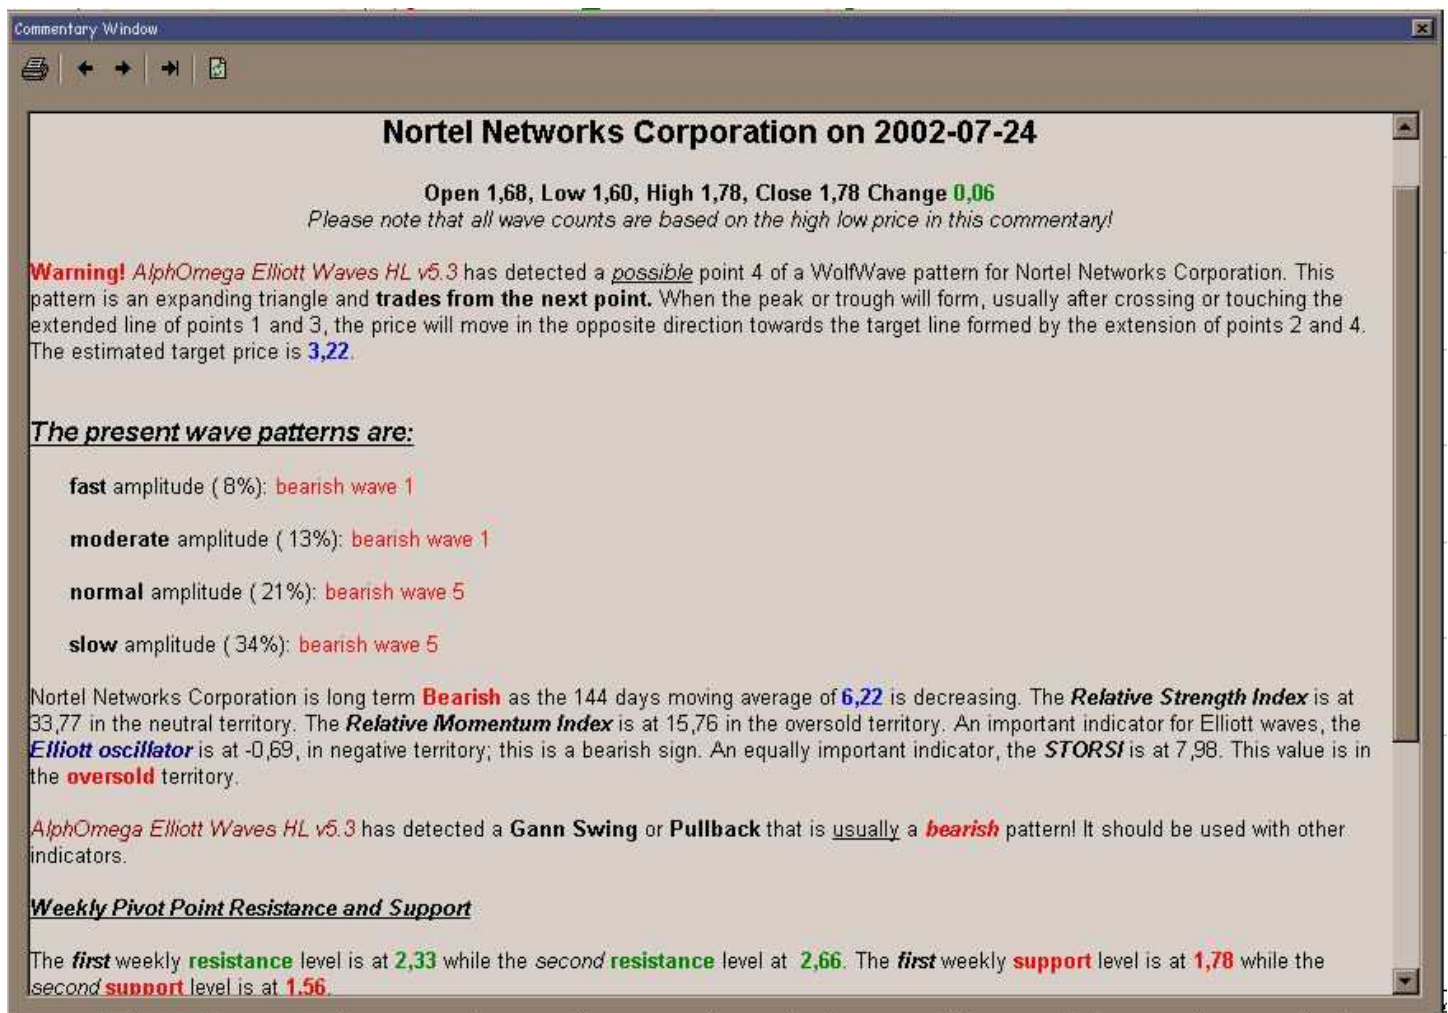 Commentary Window
Nortel Networks Corporation on 2002-07-24
Open 1,68, Low 1,60, High 1,78, Close 1,78 Change 0,06
Please note that all wave counts are based on the high low price in this commentary!
Warning! AlphOmega Elliott Waves HL v5.3 has detected a possible point 4 of a WolfWave pattern for Nortel Networks Corporation. This
pattern is an expanding triangle and trades from the next point. When the peak or trough will form, usually after crossing or touching the
extended line of points 1 and 3, the price will move in the opposite direction towards the target line formed by the extension of points 2 and 4.
The estimated target price is 3,22.
The present wave patterns are:
fast amplitude ( 8%): bearish wave 1
moderate amplitude ( 13%): bearish wave 1
normal amplitude ( 21%): bearish wave 5
slow amplitude ( 34%): bearish wave 5
Nortel Networks Corporation is long term Bearish as the 144 days moving average of 6,22 is decreasing. The Relative Strength Index is at
33,77 in the neutral territory. The Relative Momentum Index is at 15,76 in the oversold territory. An important indicator for Elliott waves, the
Elliott oscillator is at -0,69, in negative territory; this is a bearish sign. An equally important indicator, the STORSI is at 7,98. This value is in
the oversold territory.
AlphOmega Elliott Waves HL v5.3 has detected a Gann Swing or Pullback that is usually a bearish pattern! It should be used with other
indicators.
Weekly Pivot Point Resistance and Support
The first weekly resistance level is at 2,33 while the second resistance level at 2,66. The first weekly support level is at 1,78 while the
second support level is at 1,56.